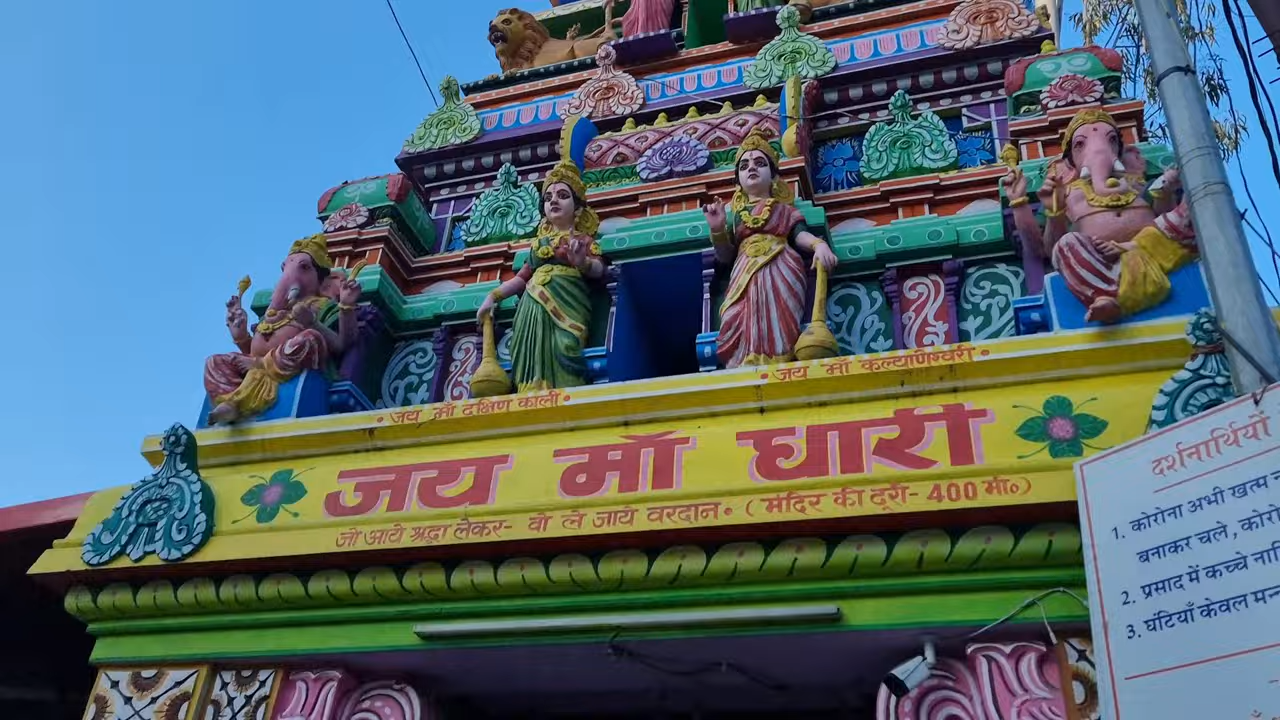 • जय माँ दक्षिण काली •
• जय माँ कल्याणेश्वरी •
जय माँ धारी
जो आये श्रद्धा लेकर- वो ले जाये वरदान • ( मंदिर की दूरी- 400 मी० )
दर्शनार्थियों
1. कोरोना अभी खत्म
बनाकर चले, 
2. प्रसाद में कच्चे
3. घंटियाँ केवल